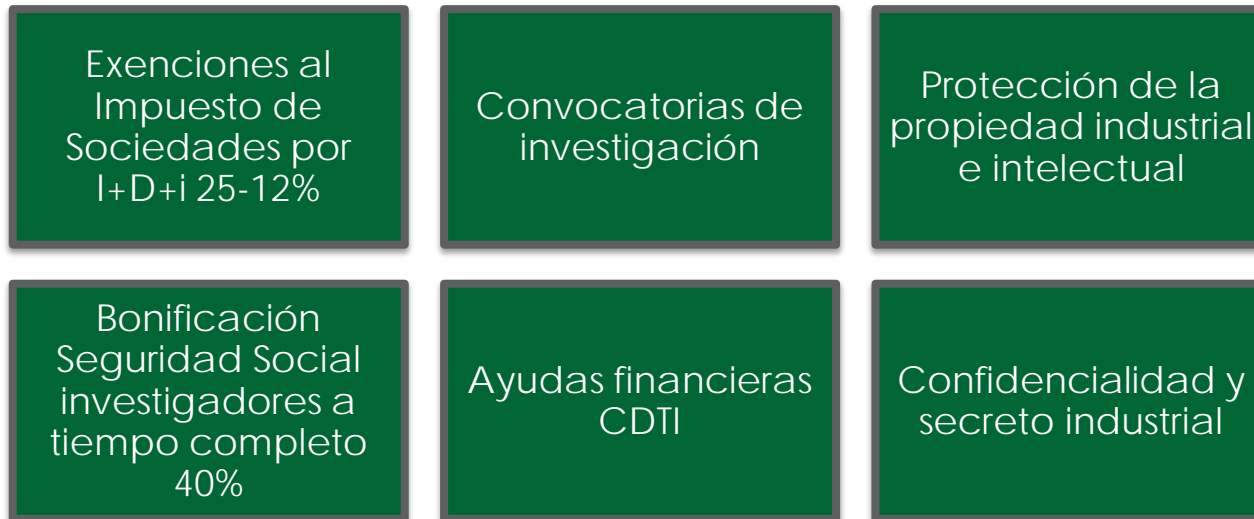 Exenciones al
Impuesto de
Sociedades por
I+D+i 25-12%
Convocatorias de
investigación
Protección de la
propiedad industrial
e intelectual
Bonificación
Seguridad Social
investigadores a
tiempo completo
40%
Ayudas financieras
CDTI
Confidencialidad y
secreto industrial